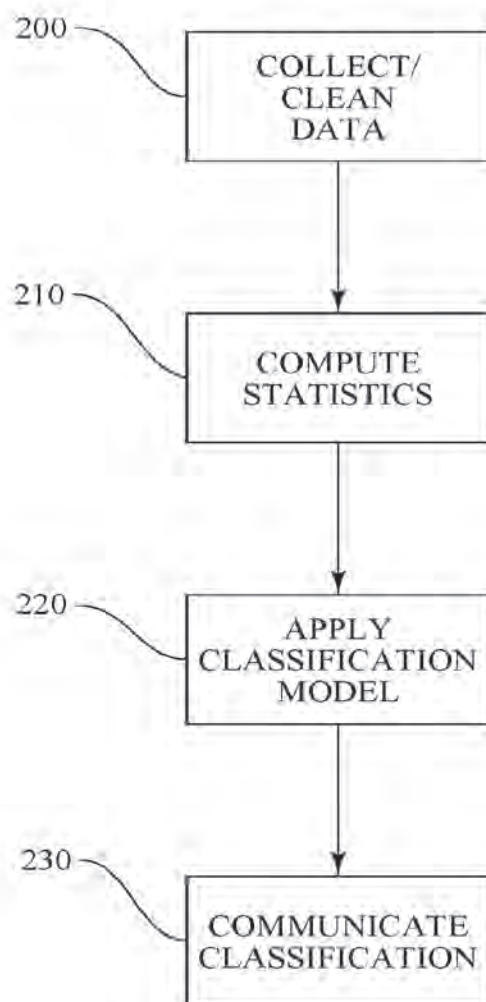 200
COLLECT/
CLEAN
DATA
210
COMPUTE
STATISTICS
220
APPLY
CLASSIFICATION
MODEL
230
COMMUNICATE
CLASSIFICATION